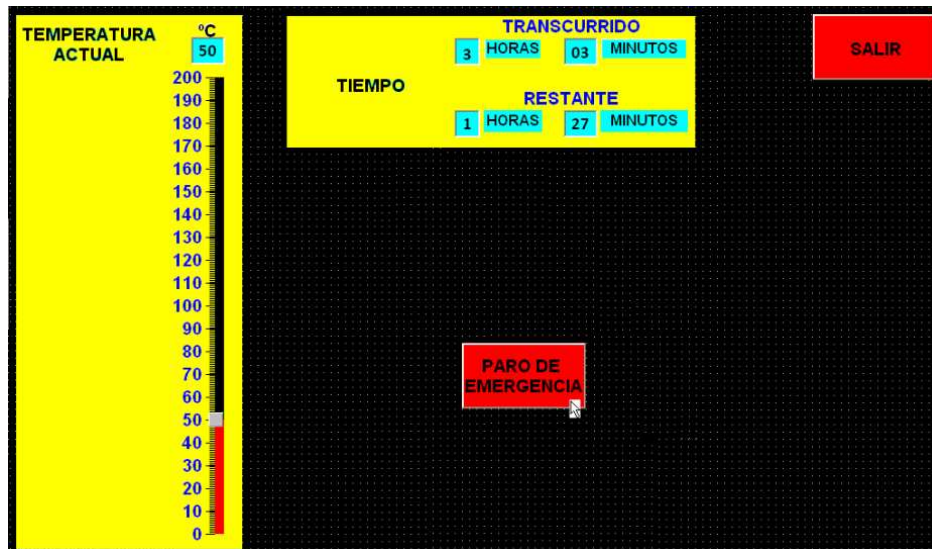 TEMPERATURA
ACTUAL
ºC
50
200
190
180
170
160
150
140
130
120
110
100
90
80
70
60
50
40
30
20
10
0
TIEMPO
TRANSCURRIDO
3 HORAS 03 MINUTOS
RESTANTE
1 HORAS 27 MINUTOS
SALIR
PARO DE
EMERGENCIA